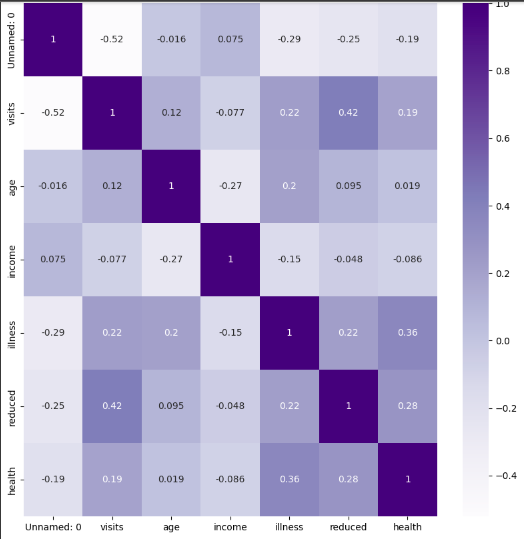 Unnamed: 0 1 -0.52 -0.016 0.075 -0.29 -0.25 -0.19
visits -0.52 1 0.12 -0.077 0.22 0.42 0.19
age -0.016 0.12 1 -0.27 0.2 0.095 0.019
income 0.075 -0.077 -0.27 1 -0.15 -0.048 -0.086
illness -0.29 0.22 0.2 -0.15 1 0.22 0.36
reduced -0.25 0.42 0.095 -0.048 0.22 1 0.28
health -0.19 0.19 0.019 -0.086 0.36 0.28 1
Unnamed: 0 visits age income illness reduced health
1.0
0.8
0.6
0.4
0.2
0.0
−0.2
−0.4